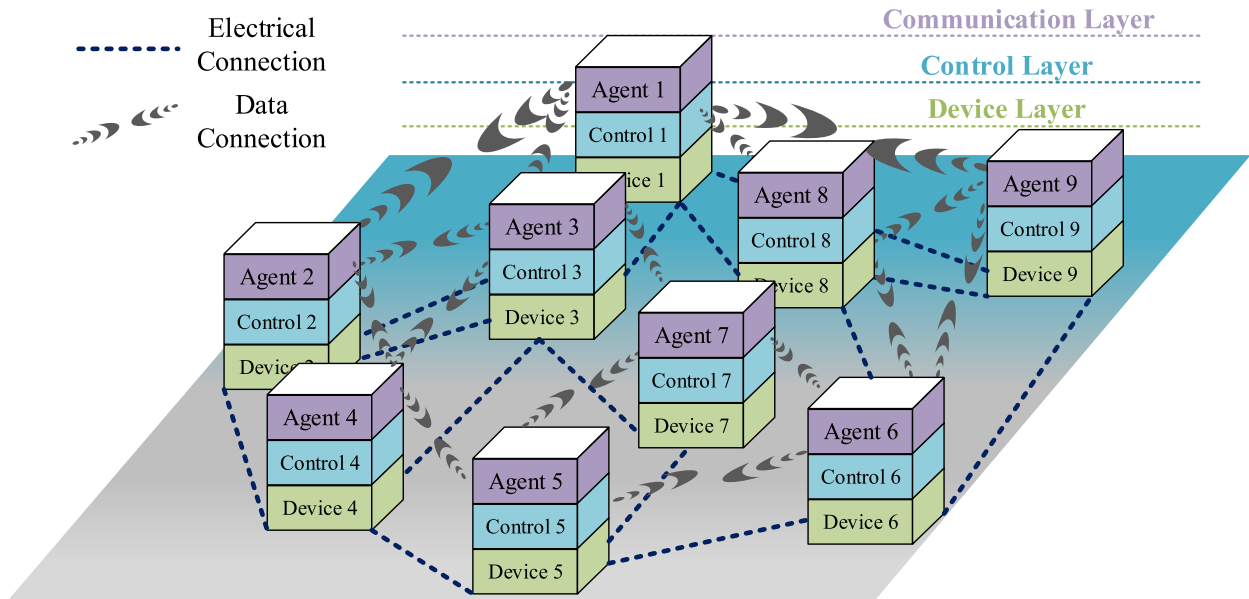 Electrical
Connection
Data
Connection
Communication Layer
Control Layer
Device Layer
Agent 1
Control 1
vice 1
Agent 8
Control 8
Device 8
Agent 9
Control 9
Device 9
Agent 3
Control 3
Device 3
Agent 2
Control 2
Device 2
Agent 7
Control 7
Device 7
Agent 4
Control 4
Device 4
Agent 6
Control 6
Device 6
Agent 5
Control 5
Device 5